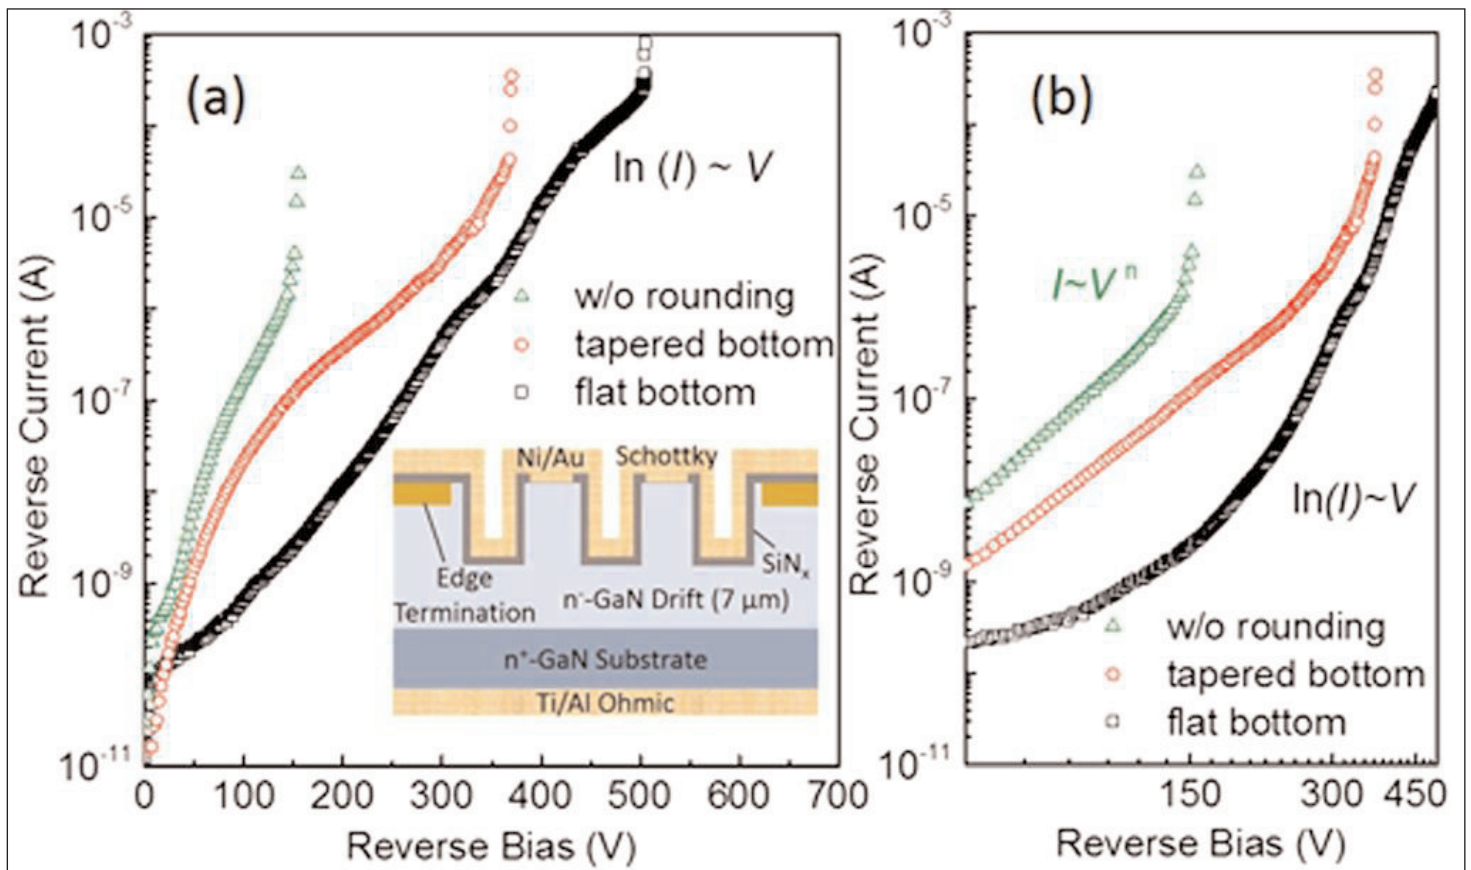 (a)
ln (I) ~ V
w/o rounding
tapered bottom
flat bottom
Ni/Au Schottky
Edge
Termination
SiNx
n⁻-GaN Drift (7 µm)
n⁺-GaN Substrate
Ti/Al Ohmic
10⁻³
10⁻⁵
10⁻⁷
10⁻⁹
10⁻¹¹
Reverse Current (A)
0 100 200 300 400 500 600 700
Reverse Bias (V)
(b)
I~Vⁿ
ln(I)~V
w/o rounding
tapered bottom
flat bottom
10⁻³
10⁻⁵
10⁻⁷
10⁻⁹
10⁻¹¹
Reverse Current (A)
150 300 450
Reverse Bias (V)